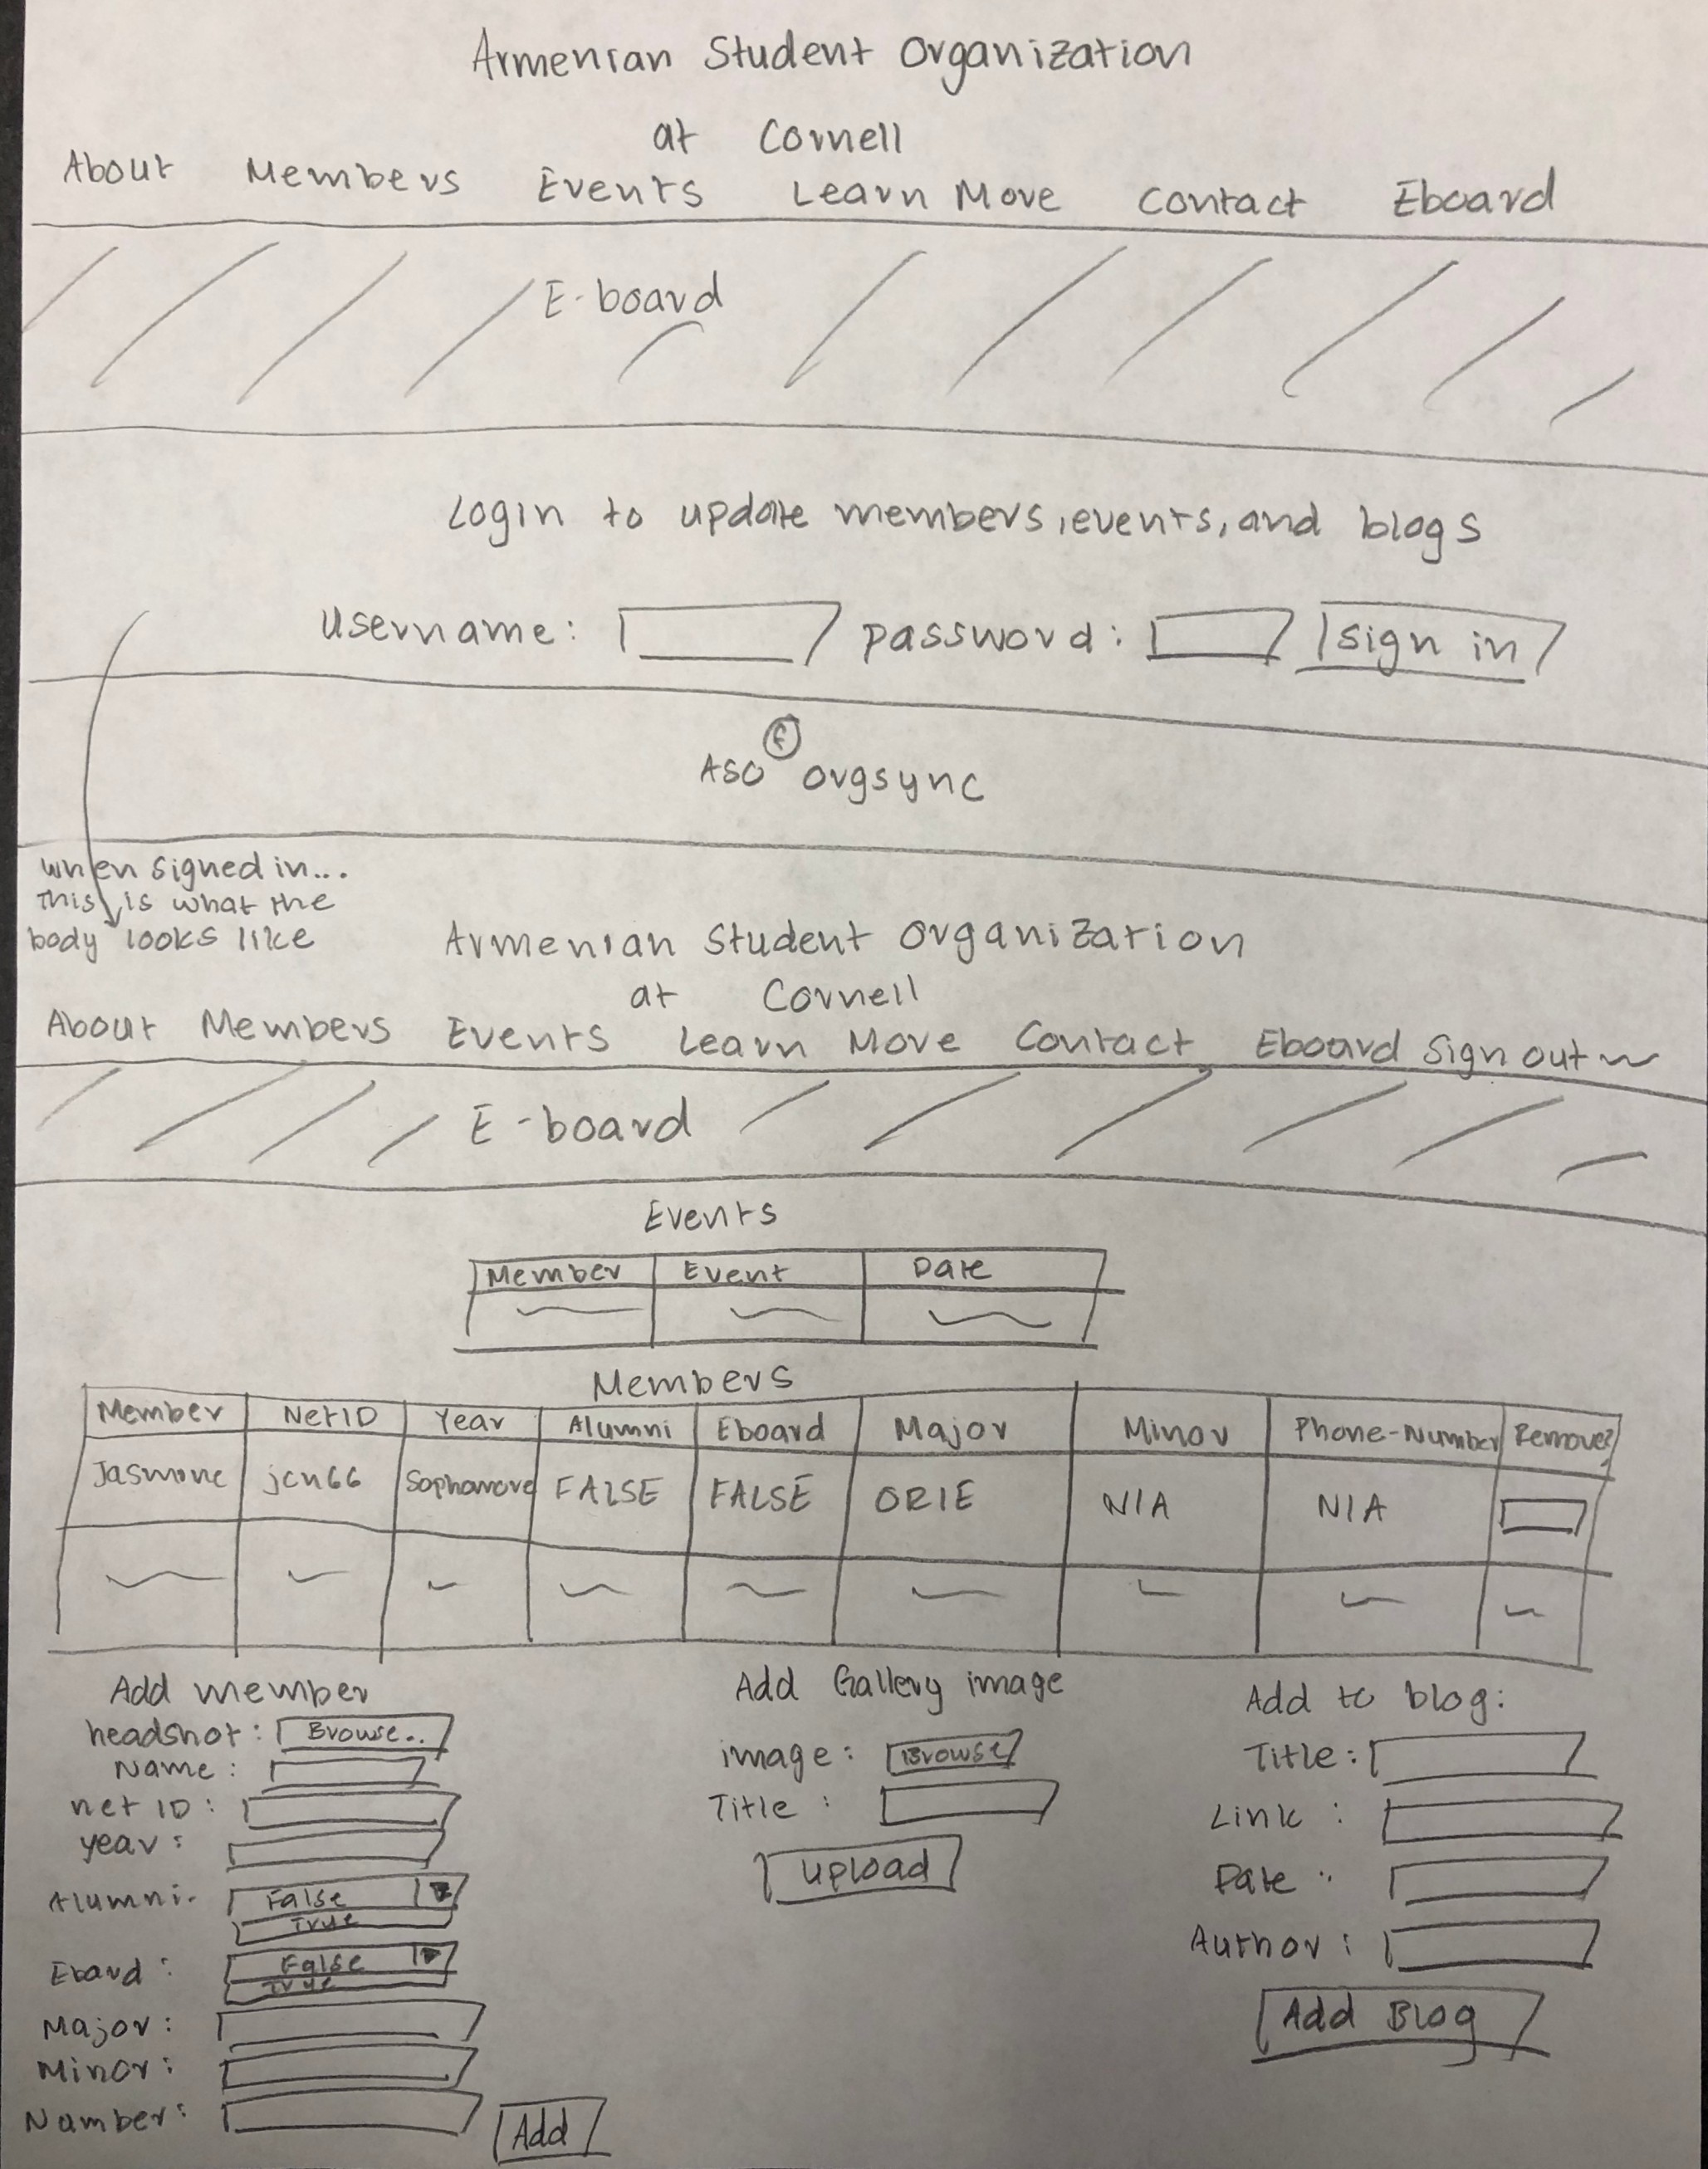 Armenian Student Organization
at Cornell
About Members Events Learn More Contact Eboard
E-board
Login to update members, events, and blogs
username: password: sign in
f
ASO orgsync
when signed in...
This is what the
body looks like
Armenian Student Organization
at Cornell
About Members Events Learn More Contact Eboard Sign out
E-board
Events
Member Event Date
Members
Member NetID Year Alumni Eboard Major Minor Phone-Number Remove?
Jasmine jcn66 Sophamore FALSE FALSE ORIE N/A N/A
Add member
headshot: Browse..
Name:
net ID:
year:
Alumni. False
True
Ebard: False
True
Major:
Minor:
Number:
Add
Add Gallery image
image: Browse
Title:
upload
Add to blog:
Title:
Link:
Date:
Author:
Add Blog